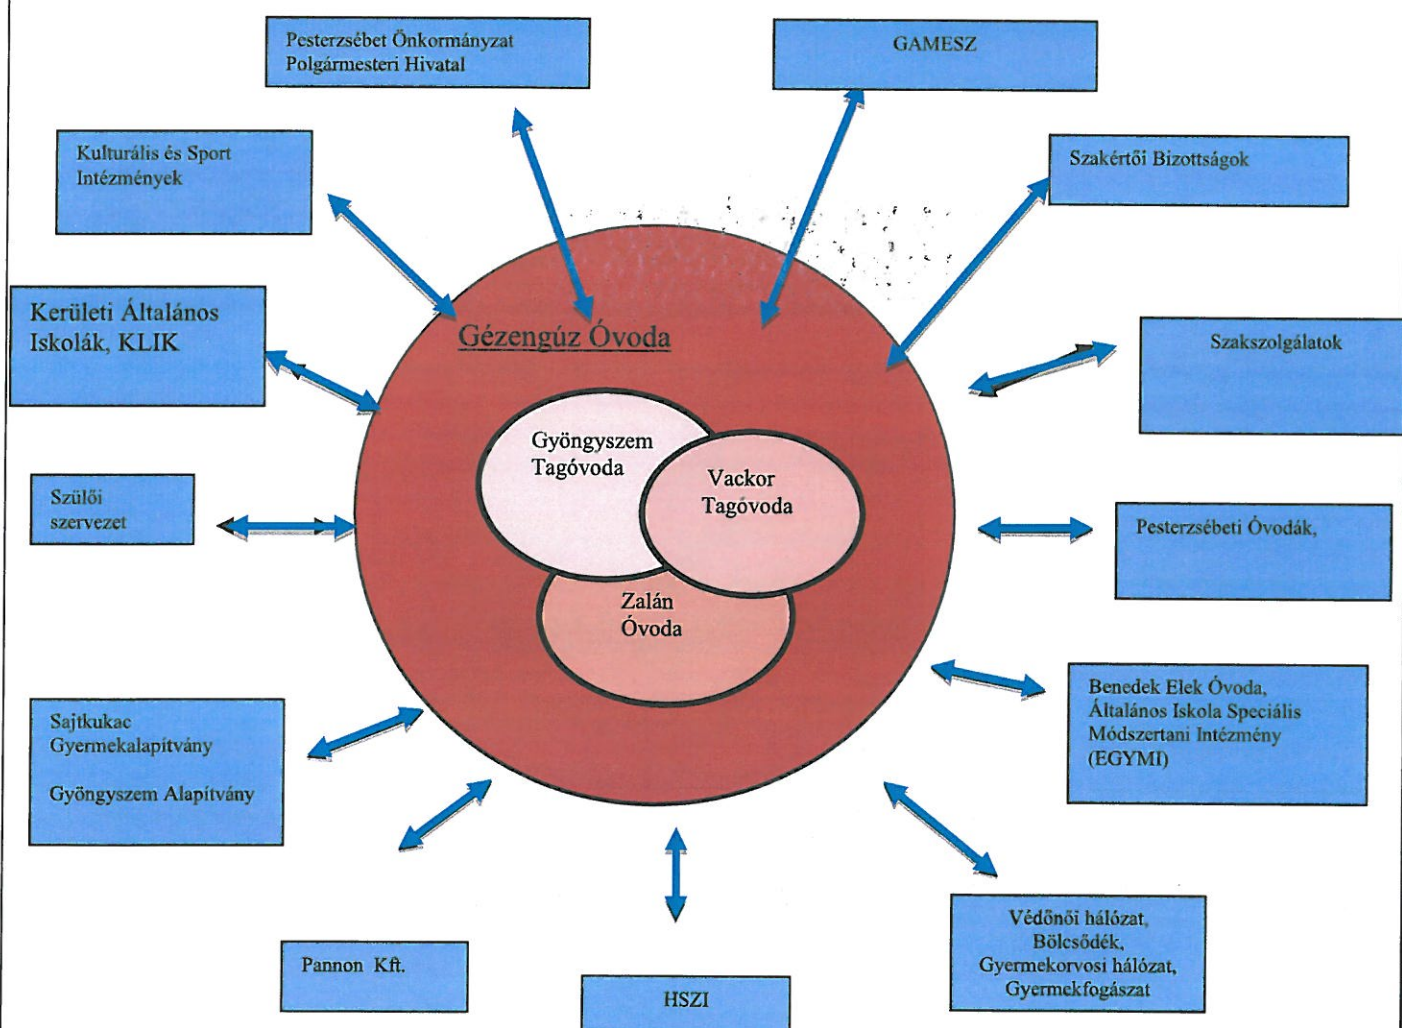 Pesterzsébet Önkormányzat
Polgármesteri Hivatal
GAMESZ
Kulturális és Sport
Intézmények
Szakértői Bizottságok
Kerületi Általános
Iskolák, KLIK
Gézengúz Óvoda
Szakszolgálatok
Gyöngyszem
Tagóvoda
Vackor
Tagóvoda
Szülői
szervezet
Pesterzsébeti Óvodák,
Zalán
Óvoda
Benedek Elek Óvoda,
Általános Iskola Speciális
Módszertani Intézmény
(EGYMI)
Sajtkukac
Gyermekalapítvány
Gyöngyszem Alapítvány
Védőnői hálózat,
Bölcsődék,
Gyermekorvosi hálózat,
Gyermekfogászat
Pannon Kft.
HSZI